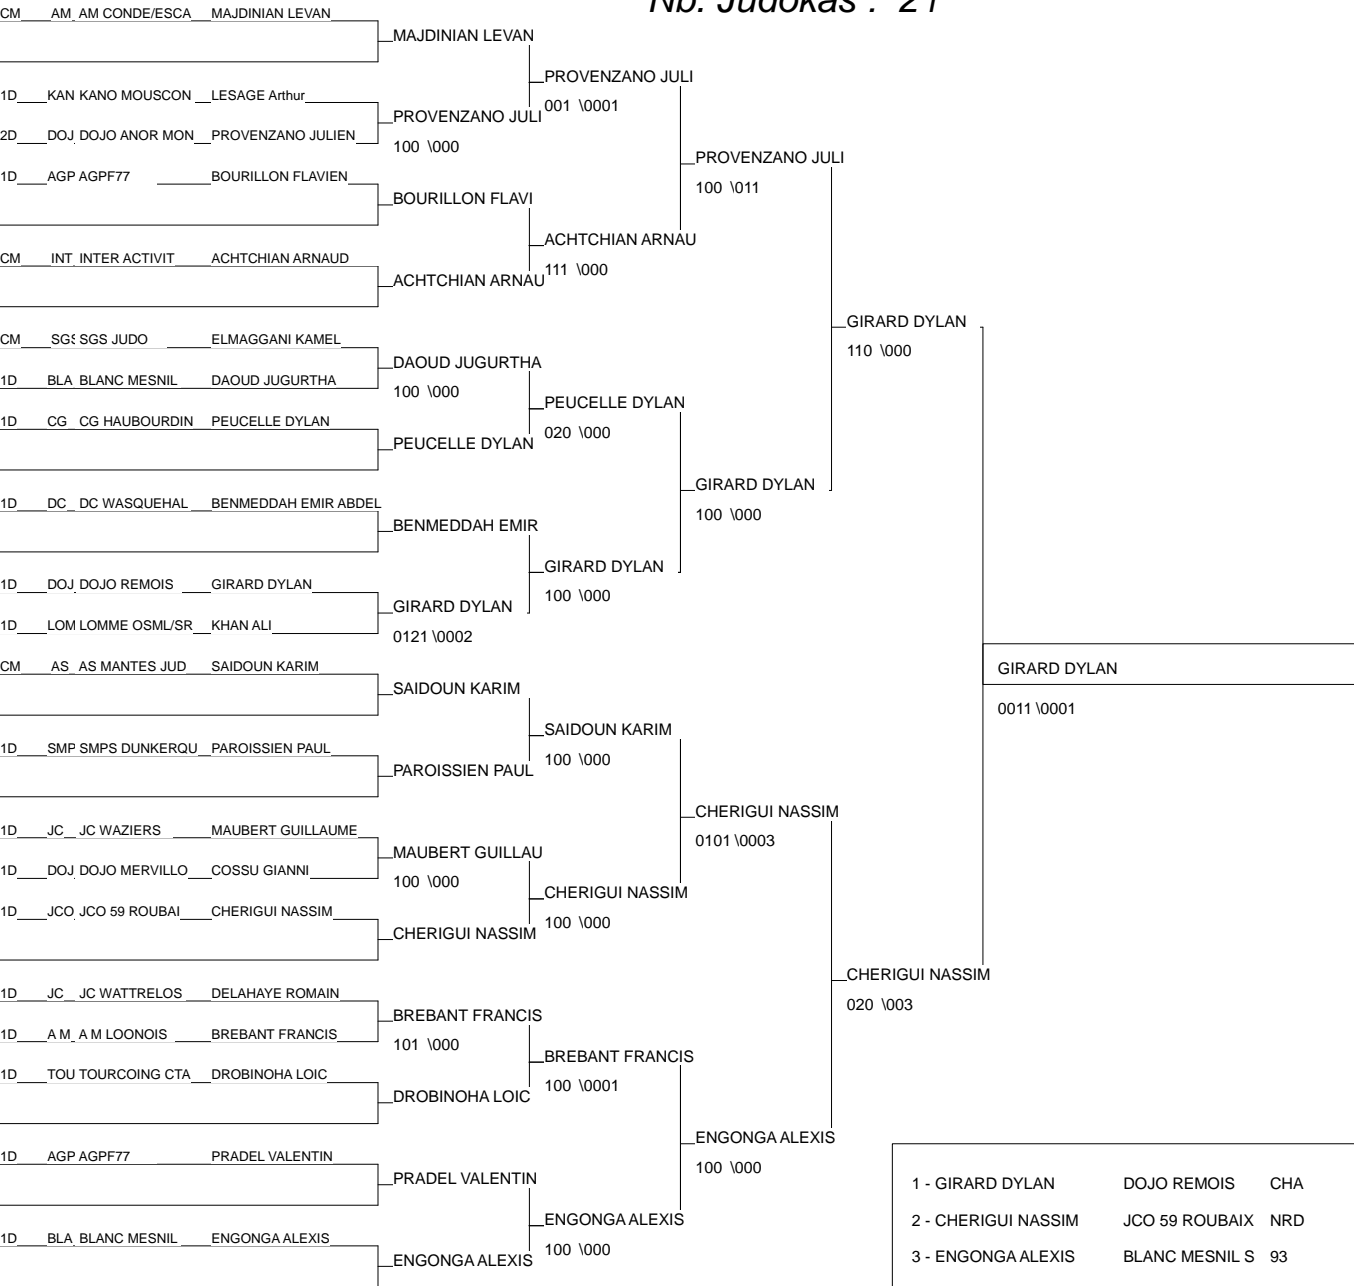 Nb. Judokas : 21
CM AM AM CONDE/ESCA MAJDINIAN LEVAN
MAJDINIAN LEVAN
PROVENZANO JULI
001 \0001
1D KAN KANO MOUSCON LESAGE Arthur
PROVENZANO JULI
100 \000
2D DOJ DOJO ANOR MON PROVENZANO JULIEN
PROVENZANO JULI
100 \011
1D AGP AGPF77 BOURILLON FLAVIEN
BOURILLON FLAVI
ACHTCHIAN ARNAU
111 \000
CM INT INTER ACTIVIT ACHTCHIAN ARNAUD
ACHTCHIAN ARNAU
GIRARD DYLAN
110 \000
CM SGS SGS JUDO ELMAGGANI KAMEL
DAOUD JUGURTHA
100 \000
1D BLA BLANC MESNIL DAOUD JUGURTHA
PEUCELLE DYLAN
020 \000
1D CG CG HAUBOURDIN PEUCELLE DYLAN
PEUCELLE DYLAN
GIRARD DYLAN
100 \000
1D DC DC WASQUEHAL BENMEDDAH EMIR ABDEL
BENMEDDAH EMIR
GIRARD DYLAN
100 \000
1D DOJ DOJO REMOIS GIRARD DYLAN
GIRARD DYLAN
0121 \0002
1D LOM LOMME OSML/SR KHAN ALI
GIRARD DYLAN
0011 \0001
CM AS AS MANTES JUD SAIDOUN KARIM
SAIDOUN KARIM
SAIDOUN KARIM
100 \000
1D SMP SMPS DUNKERQU PAROISSIEN PAUL
PAROISSIEN PAUL
CHERIGUI NASSIM
0101 \0003
1D JC JC WAZIERS MAUBERT GUILLAUME
MAUBERT GUILLAU
100 \000
1D DOJ DOJO MERVILLO COSSU GIANNI
CHERIGUI NASSIM
100 \000
1D JCO JCO 59 ROUBAI CHERIGUI NASSIM
CHERIGUI NASSIM
CHERIGUI NASSIM
020 \003
1D JC JC WATTRELOS DELAHAYE ROMAIN
BREBANT FRANCIS
101 \000
1D A M A M LOONOIS BREBANT FRANCIS
BREBANT FRANCIS
100 \0001
1D TOU TOURCOING CTA DROBINOHA LOIC
DROBINOHA LOIC
ENGONGA ALEXIS
100 \000
1D AGP AGPF77 PRADEL VALENTIN
PRADEL VALENTIN
ENGONGA ALEXIS
100 \000
1D BLA BLANC MESNIL ENGONGA ALEXIS
ENGONGA ALEXIS
1 - GIRARD DYLAN DOJO REMOIS CHA
2 - CHERIGUI NASSIM JCO 59 ROUBAIX NRD
3 - ENGONGA ALEXIS BLANC MESNIL S 93